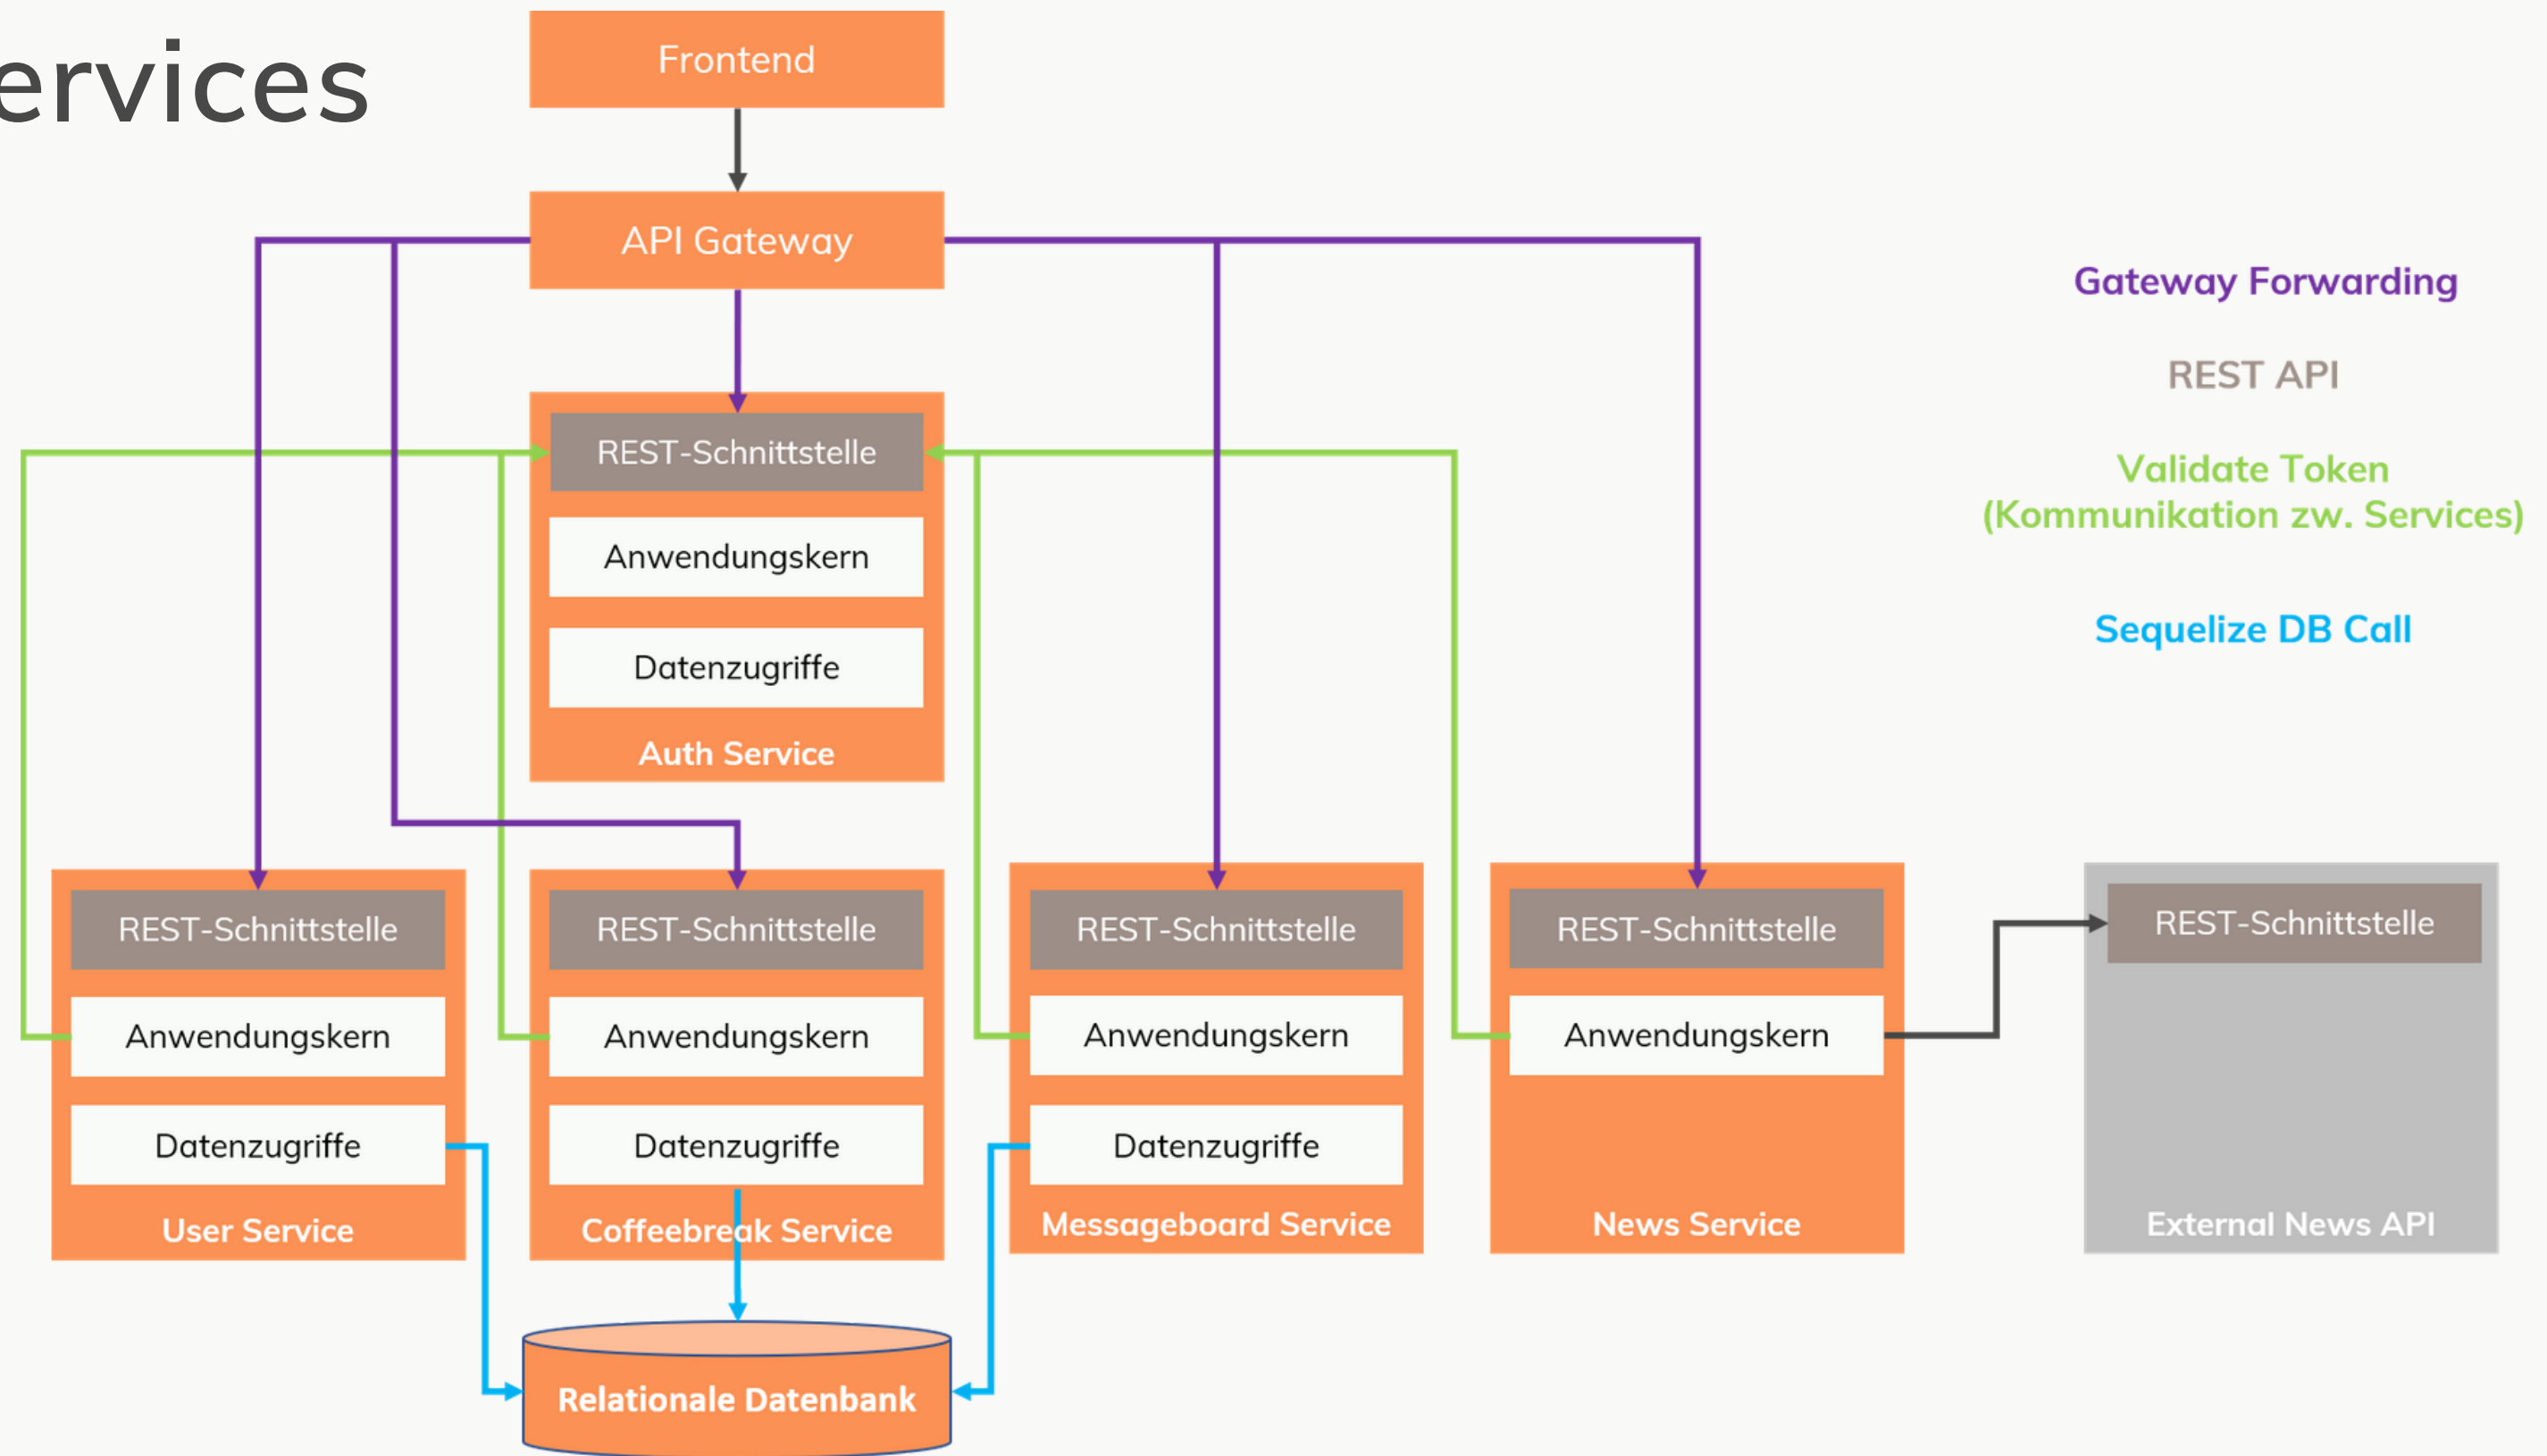 ervices
Frontend
API Gateway
Gateway Forwarding
REST API
Validate Token
(Kommunikation zw. Services)
Sequelize DB Call
REST-Schnittstelle
Anwendungskern
Datenzugriffe
Auth Service
REST-Schnittstelle
Anwendungskern
Datenzugriffe
User Service
REST-Schnittstelle
Anwendungskern
Datenzugriffe
Coffeebreak Service
REST-Schnittstelle
Anwendungskern
Datenzugriffe
Messageboard Service
REST-Schnittstelle
Anwendungskern
News Service
REST-Schnittstelle
External News API
Relationale Datenbank